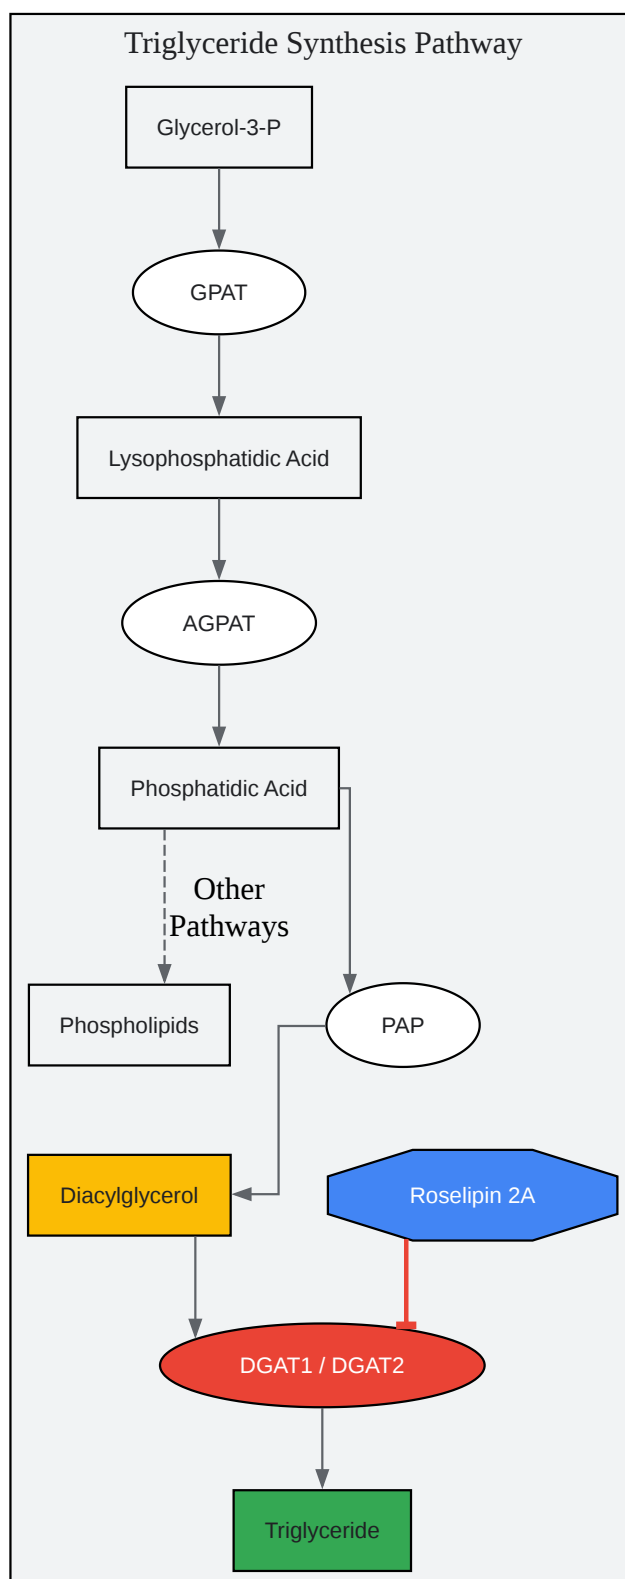 Triglyceride Synthesis Pathway
Glycerol-3-P
GPAT
Lysophosphatidic Acid
AGPAT
Phosphatidic Acid
Other
Pathways
Phospholipids
PAP
Diacylglycerol
Roselipin 2A
DGAT1 / DGAT2
Triglyceride